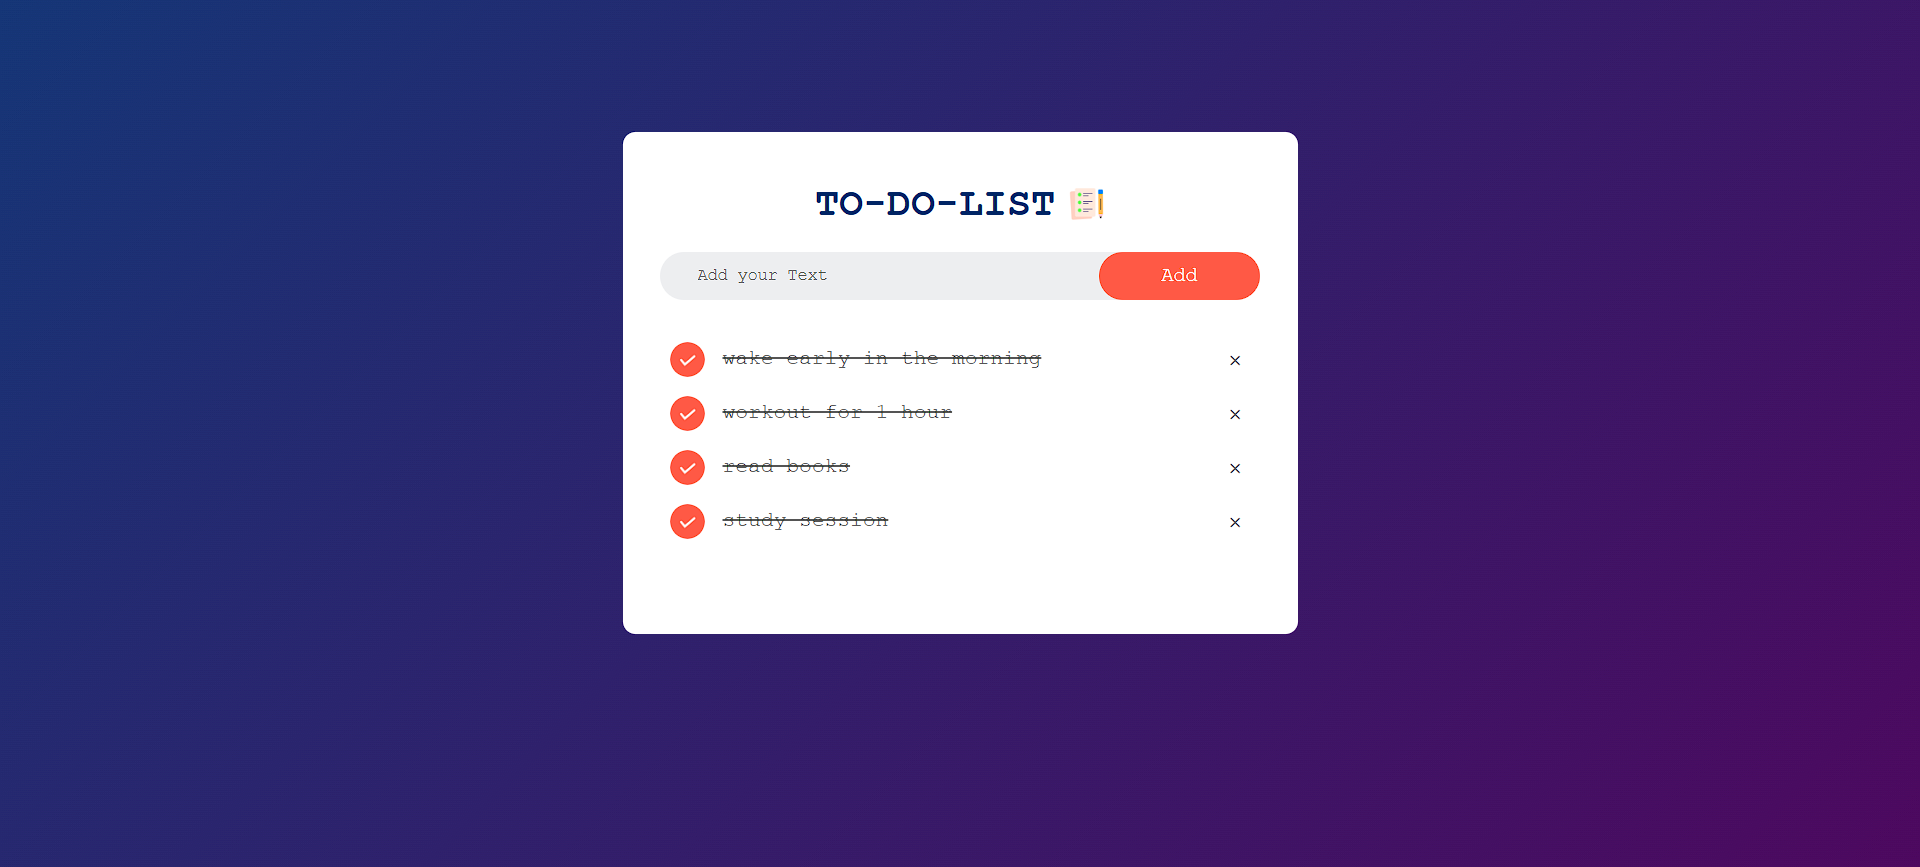 TO-DO-LIST
Add your Text
Add
wake early in the morning
×
workout for 1 hour
×
read books
×
study session
×